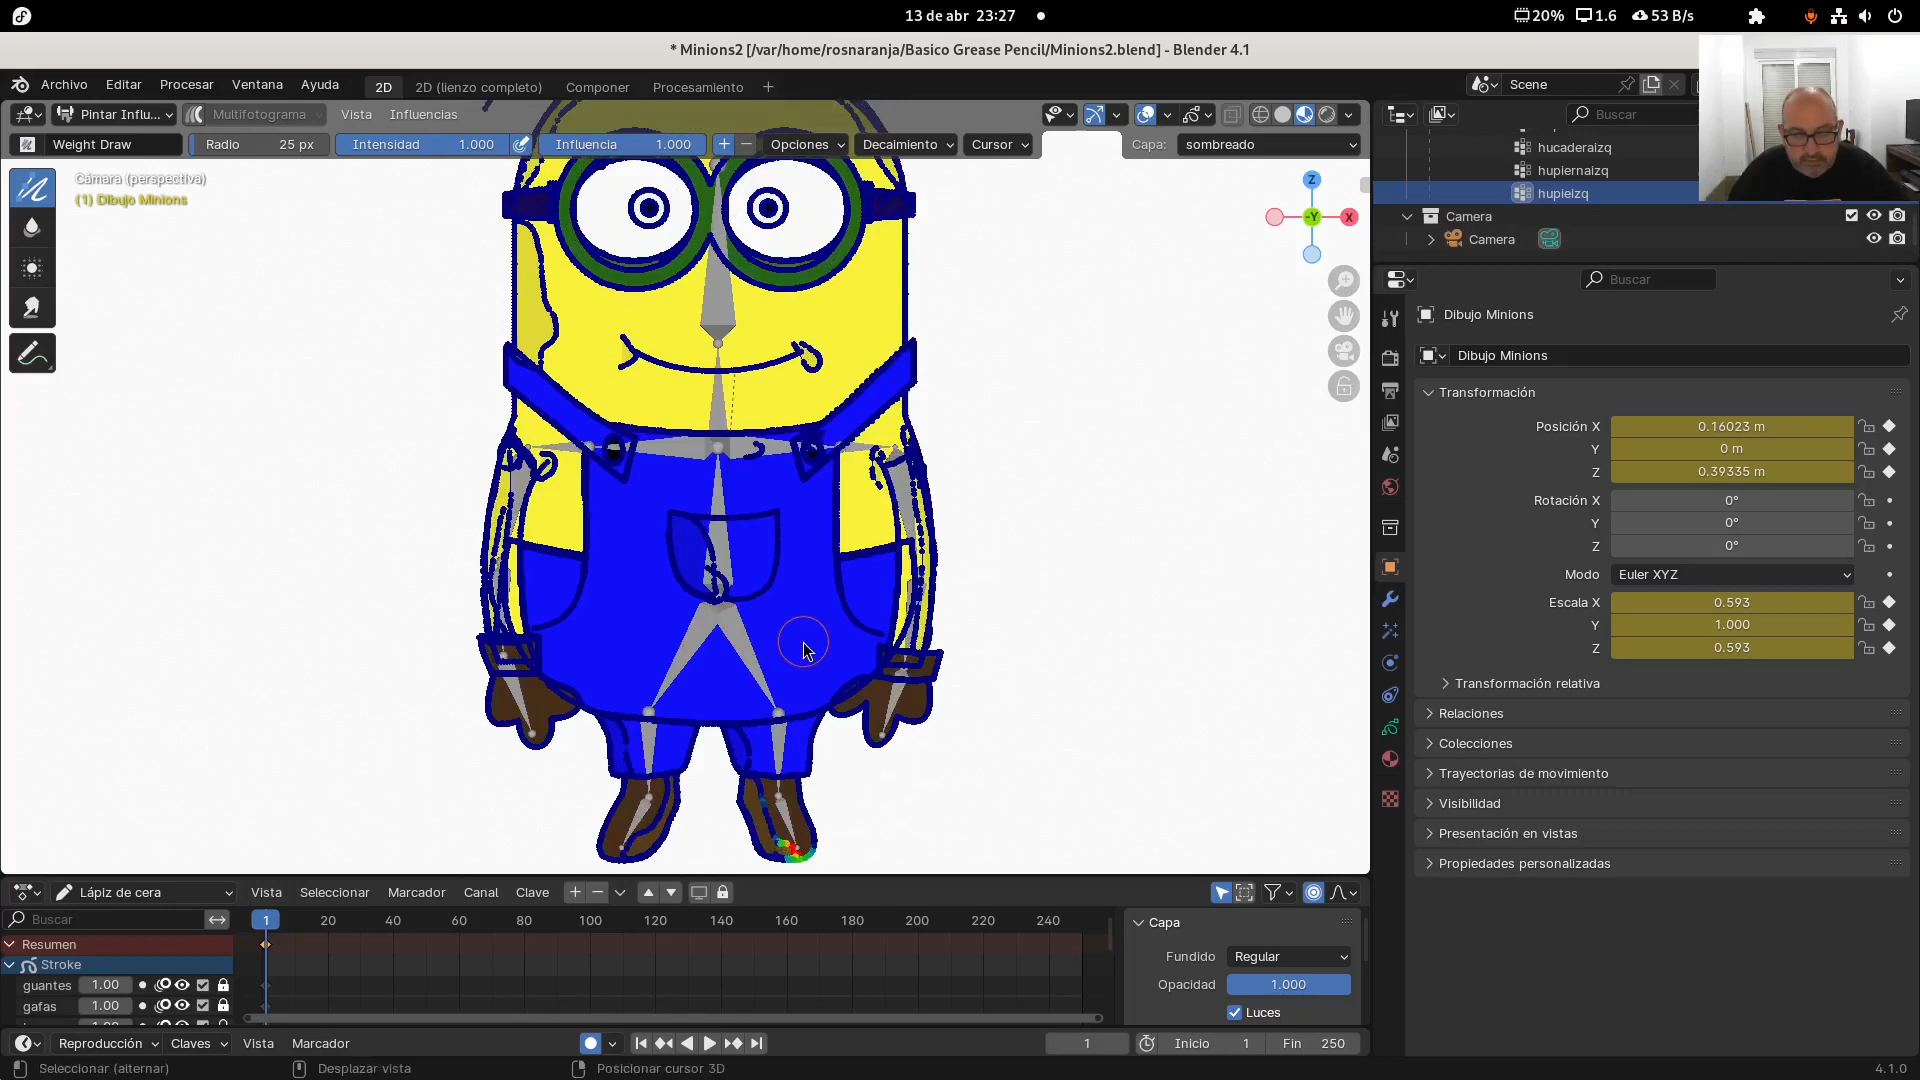 13 de abr 23:27
20%
1.6
53 B/s
* Minions2 [/var/home/rosnaranja/Basico Grease Pencil/Minions2.blend] - Blender 4.1
Archivo Editar Procesar Ventana Ayuda
2D
2D (lienzo completo)
Componer
Procesamiento
+
Scene
Pintar Influ...
Multifotograma
Vista
Influencias
Buscar
Weight Draw
Radio 25 px
Intensidad 1.000
Influencia 1.000
Opciones
Decaimiento
Cursor
Capa:
sombreado
hucaderaizq
hupiernaizq
hupieizq
Camera
Camera
Cámara (perspectiva)
(1) Dibujo Minions
Z
-Y
X
Buscar
Dibujo Minions
Dibujo Minions
Transformación
Posición X 0.16023 m
Y 0 m
Z 0.39335 m
Rotación X 0°
Y 0°
Z 0°
Modo Euler XYZ
Escala X 0.593
Y 1.000
Z 0.593
Transformación relativa
Relaciones
Colecciones
Trayectorias de movimiento
Visibilidad
Presentación en vistas
Propiedades personalizadas
Lápiz de cera
Vista Seleccionar Marcador Canal Clave
Buscar
1 20 40 60 80 100 120 140 160 180 200 220 240
Resumen
Stroke
guantes 1.00
gafas 1.00
Capa
Fundido Regular
Opacidad 1.000
Luces
Reproducción
Claves
Vista
Marcador
1
Inicio 1
Fin 250
Seleccionar (alternar)
Desplazar vista
Posicionar cursor 3D
4.1.0